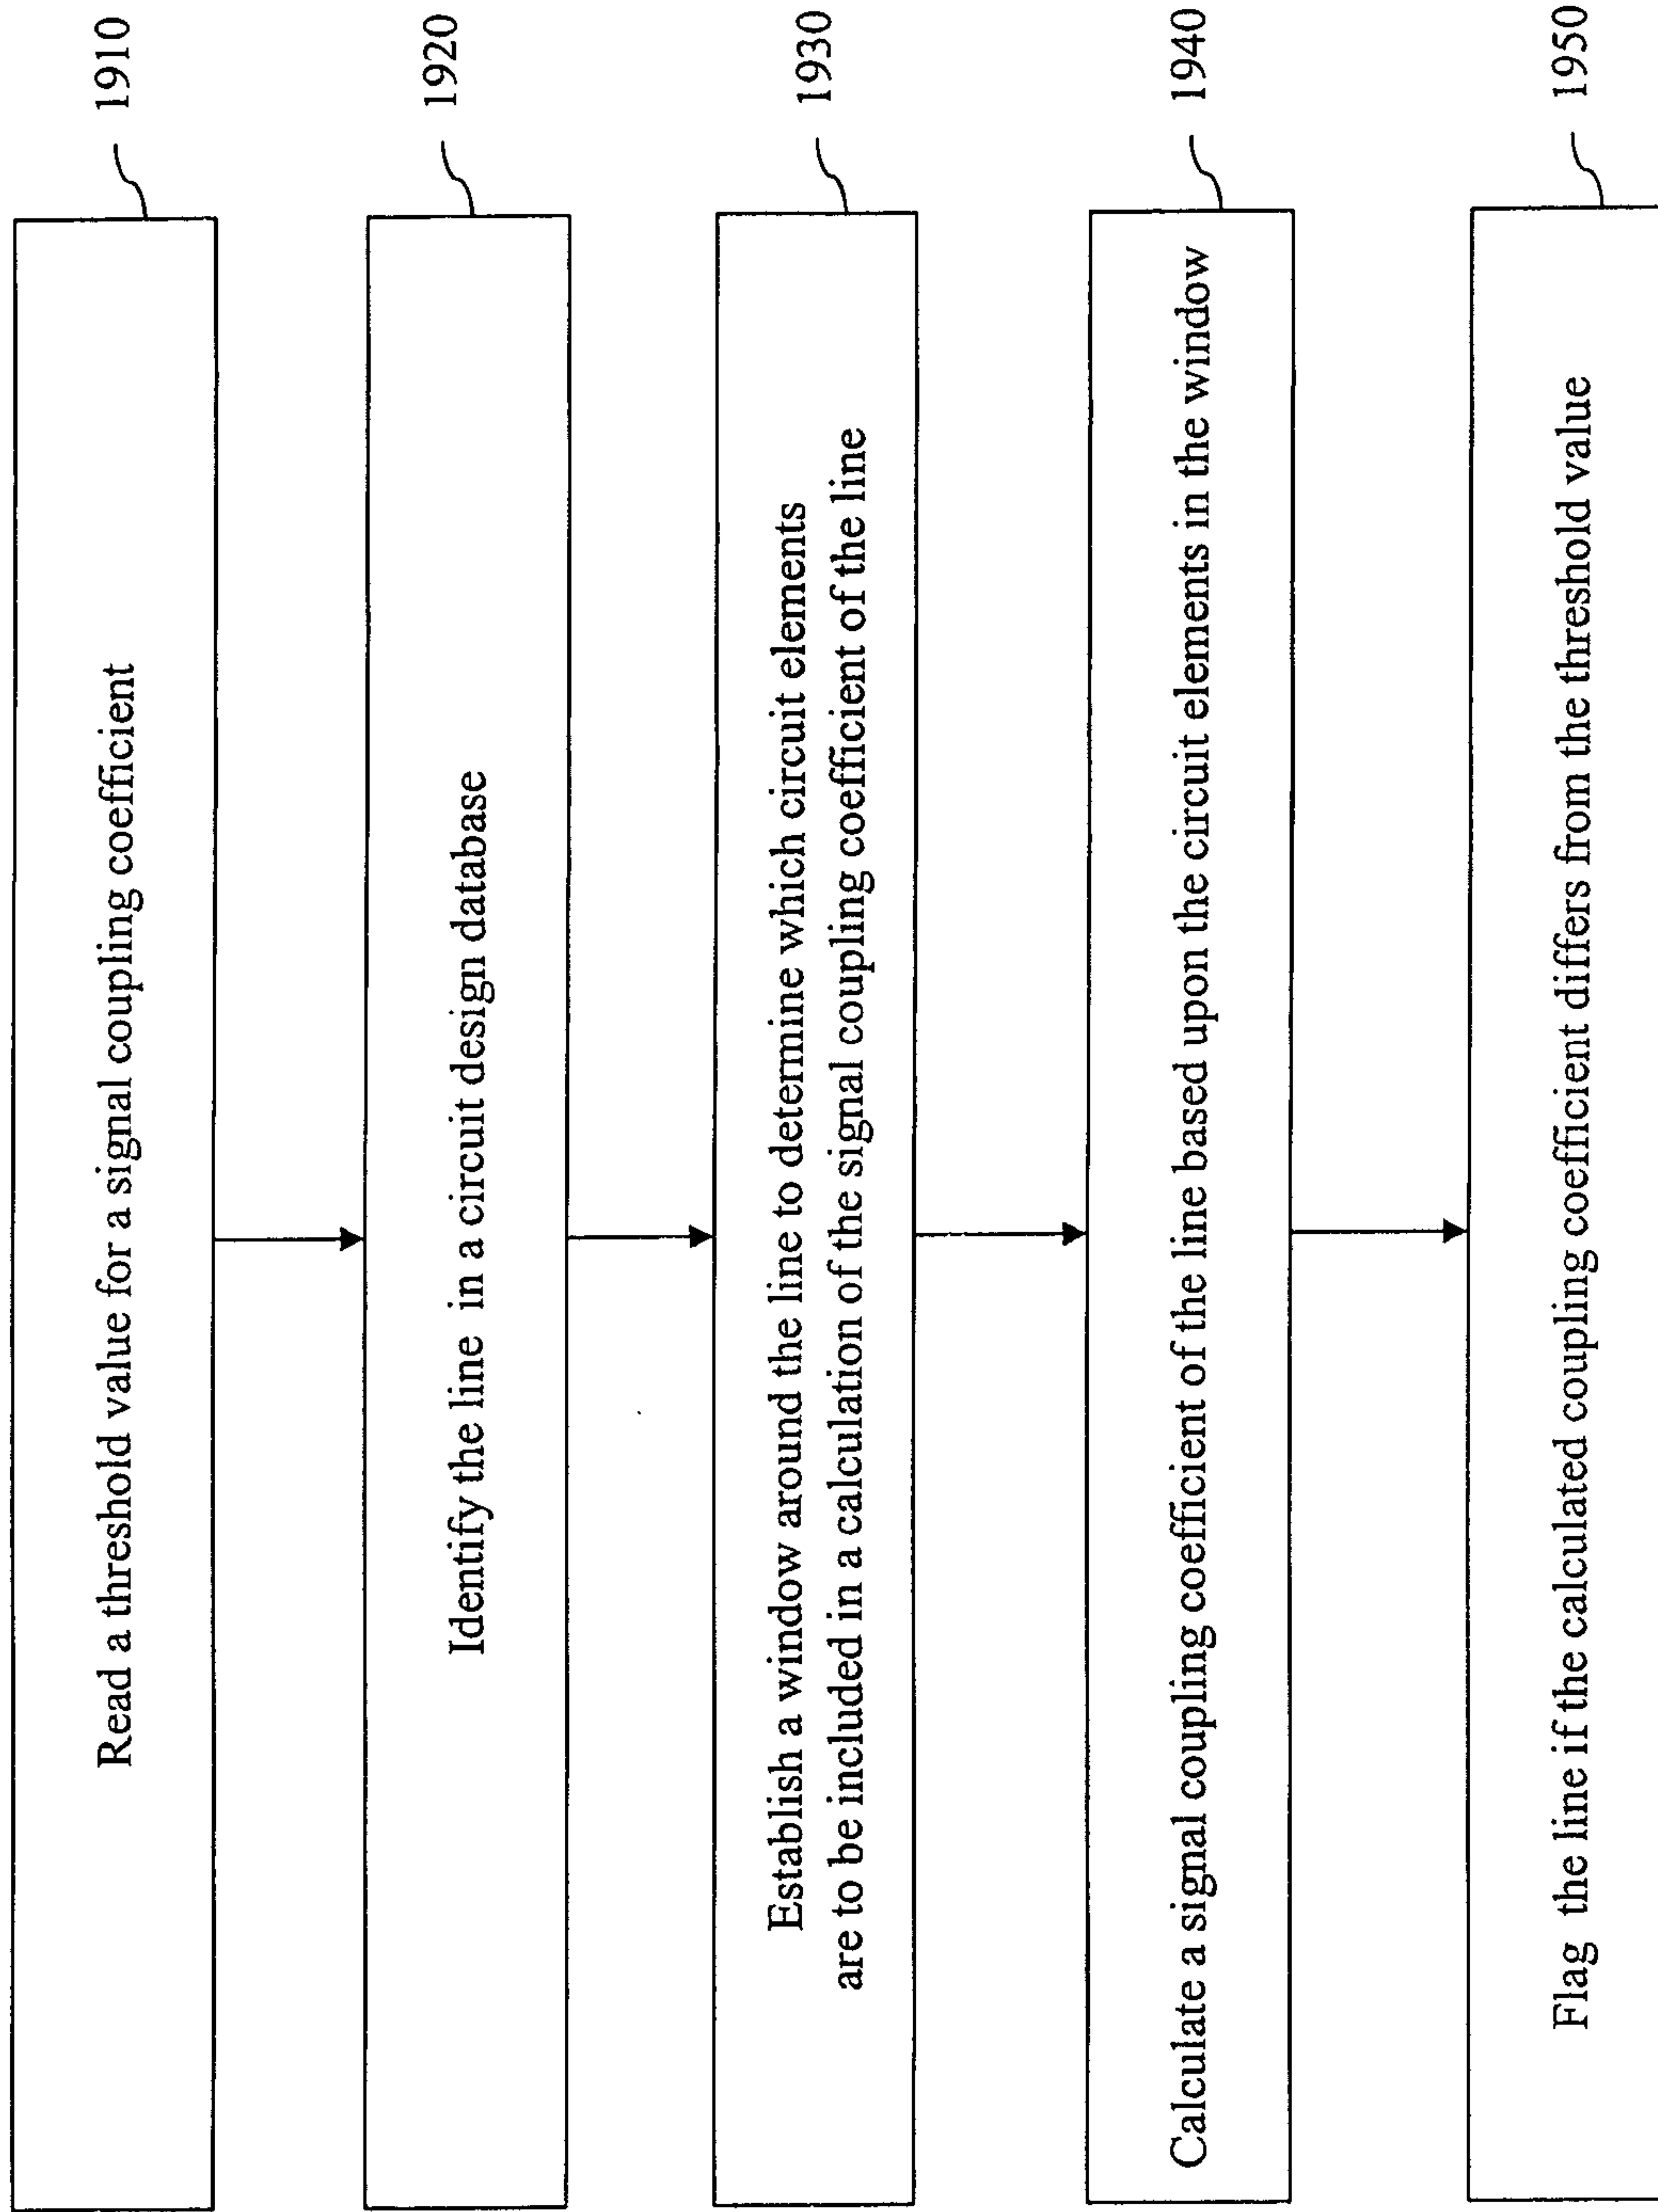 Read a threshold value for a signal coupling coefficient
1910
Identify the line in a circuit design database
1920
Establish a window around the line to determine which circuit elements
are to be included in a calculation of the signal coupling coefficient of the line
1930
Calculate a signal coupling coefficient of the line based upon the circuit elements in the window
1940
Flag the line if the calculated coupling coefficient differs from the threshold value
1950